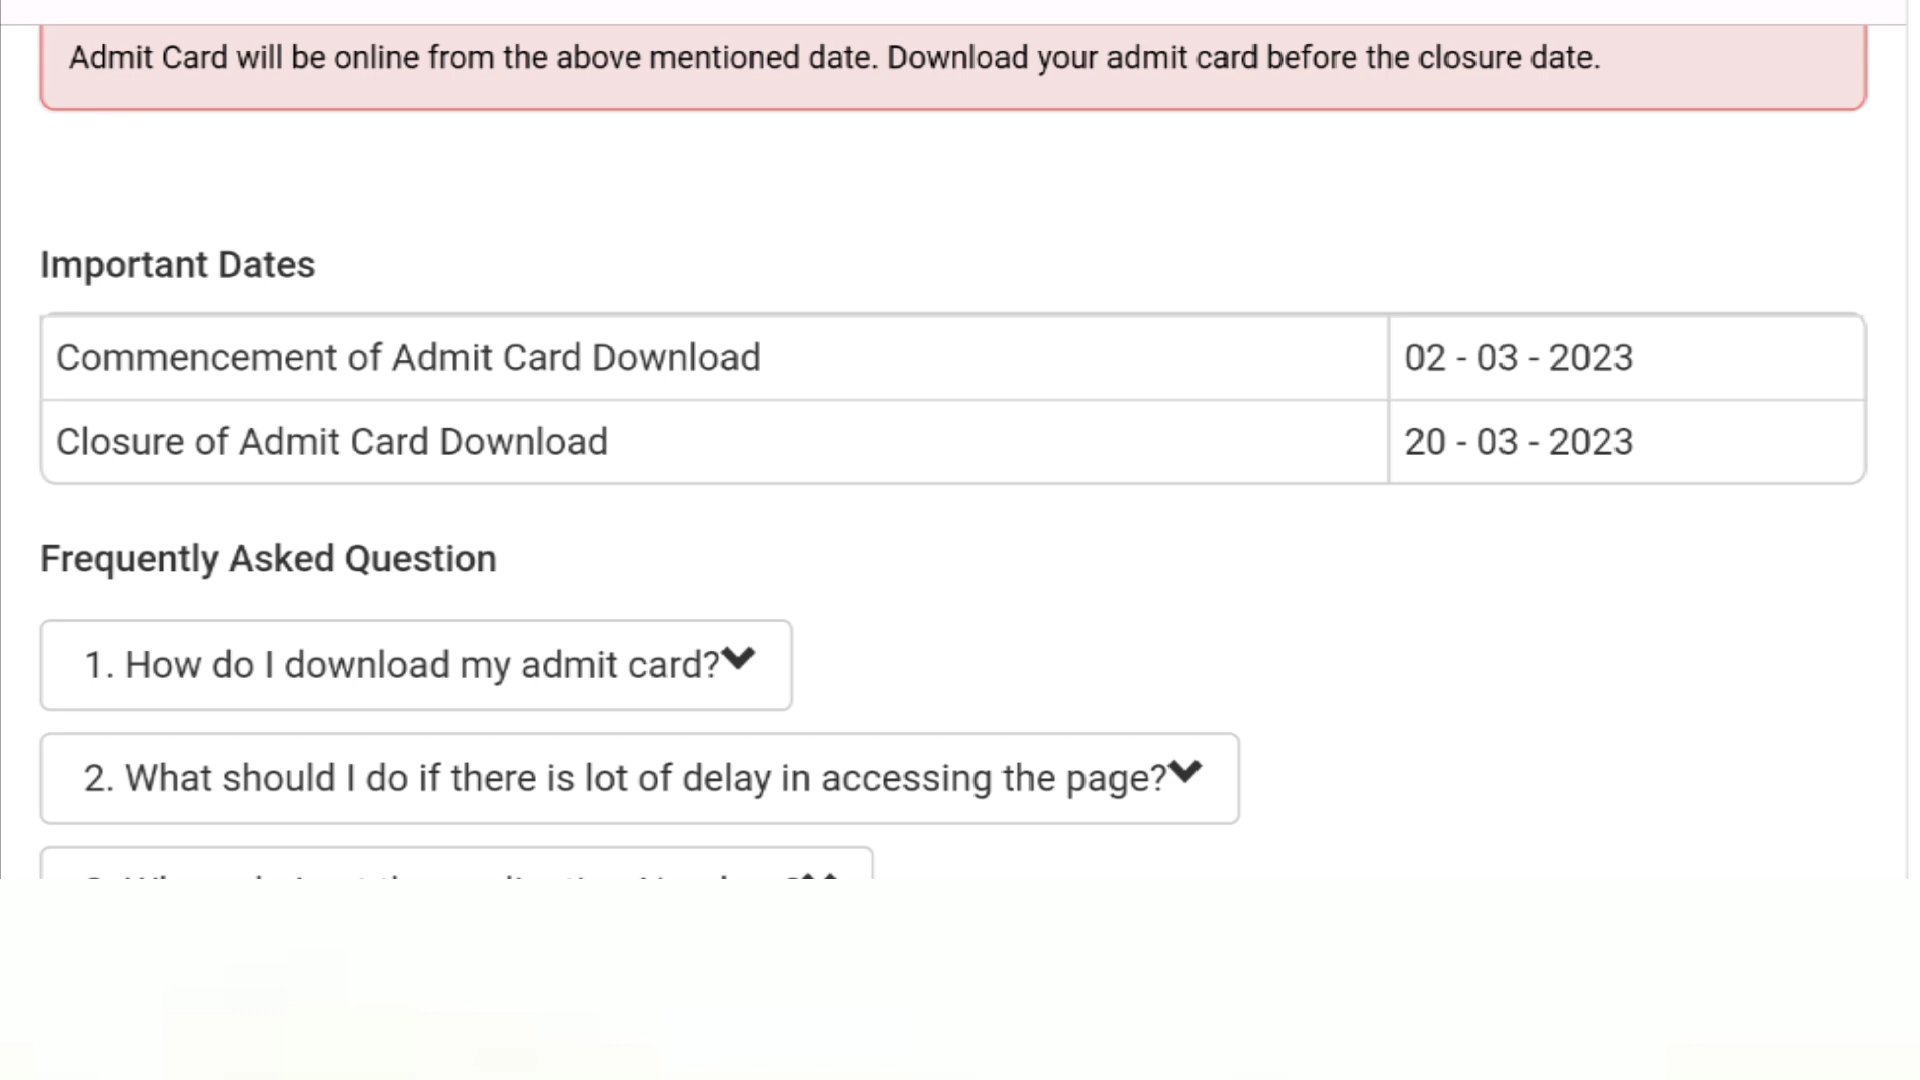 Admit Card will be online from the above mentioned date. Download your admit card before the closure date.
Important Dates
Commencement of Admit Card Download 02 - 03 - 2023
Closure of Admit Card Download 20 - 03 - 2023
Frequently Asked Question
1. How do I download my admit card?
2. What should I do if there is lot of delay in accessing the page?